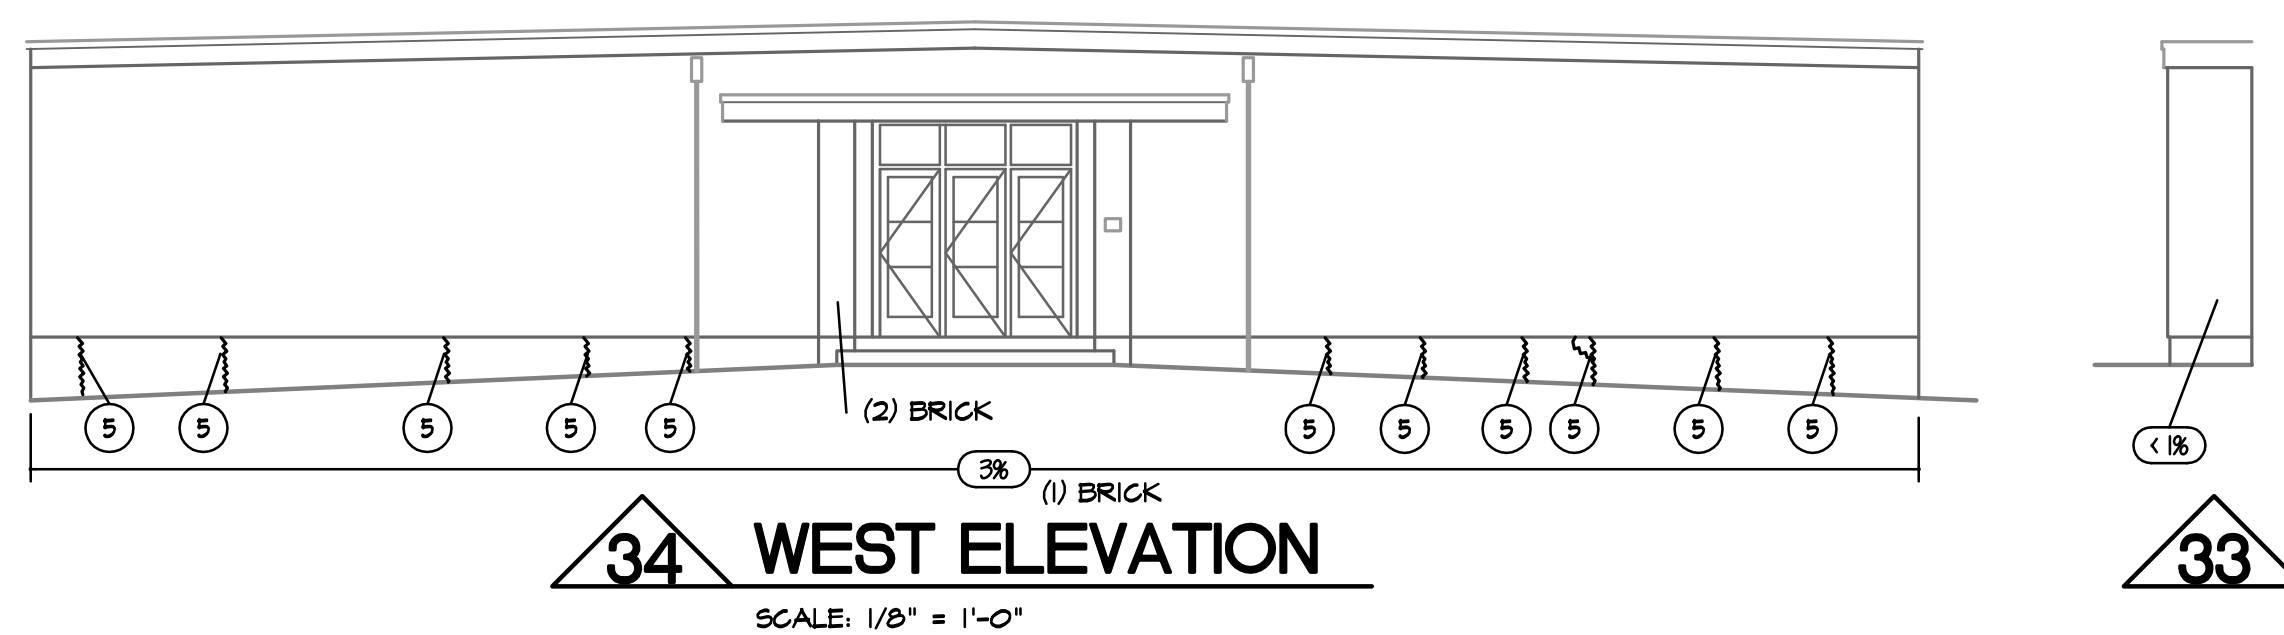 (2) BRICK
5 5 5 5 5 5 5 5 5 5 5
3%
< 1%
(1) BRICK
34 WEST ELEVATION
33
SCALE: 1/8" = 1'-0"